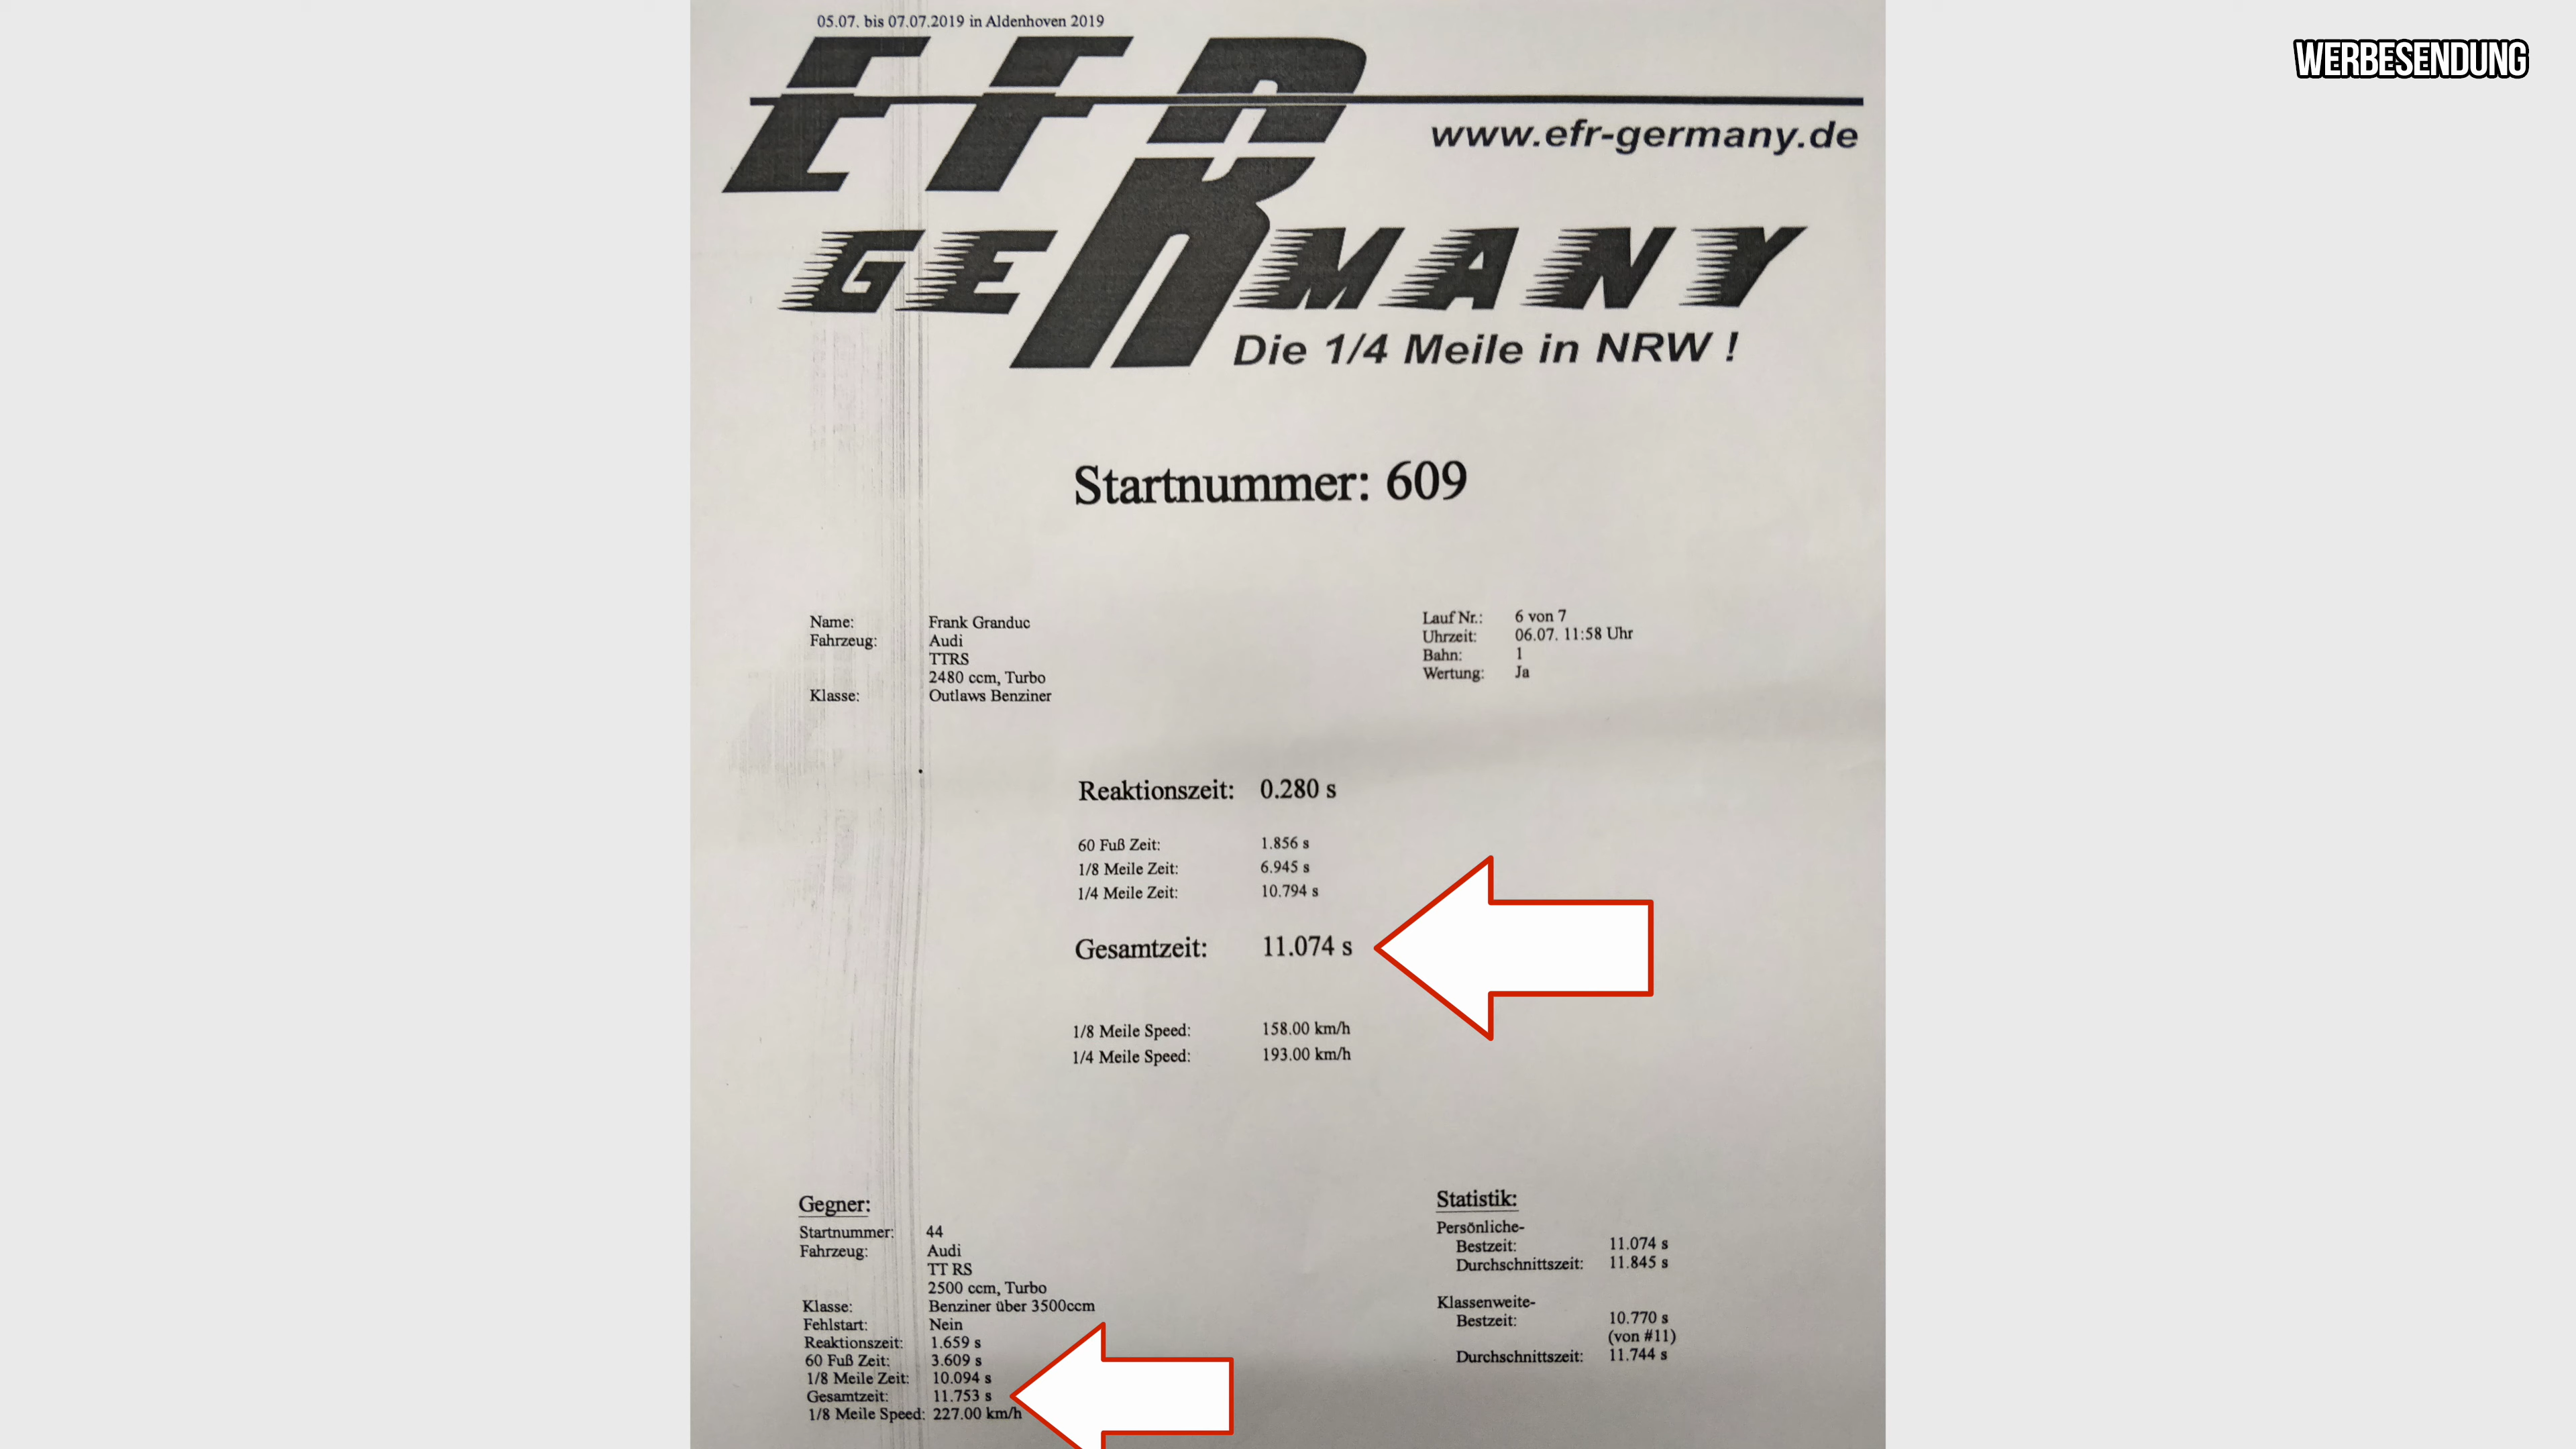 05.07. bis 07.07.2019 in Aldenhoven 2019
WERBESENDUNG
EFR
www.efr-germany.de
GERMANY
Die 1/4 Meile in NRW !
Startnummer: 609
Name: Frank Granduc
Fahrzeug: Audi
TTRS
2480 ccm, Turbo
Klasse: Outlaws Benziner
Lauf Nr.: 6 von 7
Uhrzeit: 06.07. 11:58 Uhr
Bahn: 1
Wertung: Ja
Reaktionszeit: 0.280 s
60 Fuß Zeit: 1.856 s
1/8 Meile Zeit: 6.945 s
1/4 Meile Zeit: 10.794 s
Gesamtzeit: 11.074 s
1/8 Meile Speed: 158.00 km/h
1/4 Meile Speed: 193.00 km/h
Gegner:
Startnummer: 44
Fahrzeug: Audi
TT RS
2500 ccm, Turbo
Klasse: Benziner über 3500ccm
Fehlstart: Nein
Reaktionszeit: 1.659 s
60 Fuß Zeit: 3.609 s
1/8 Meile Zeit: 10.094 s
Gesamtzeit: 11.753 s
1/8 Meile Speed: 227.00 km/h
Statistik:
Persönliche-
Bestzeit: 11.074 s
Durchschnittszeit: 11.845 s
Klassenweite-
Bestzeit: 10.770 s
(von #11)
Durchschnittszeit: 11.744 s